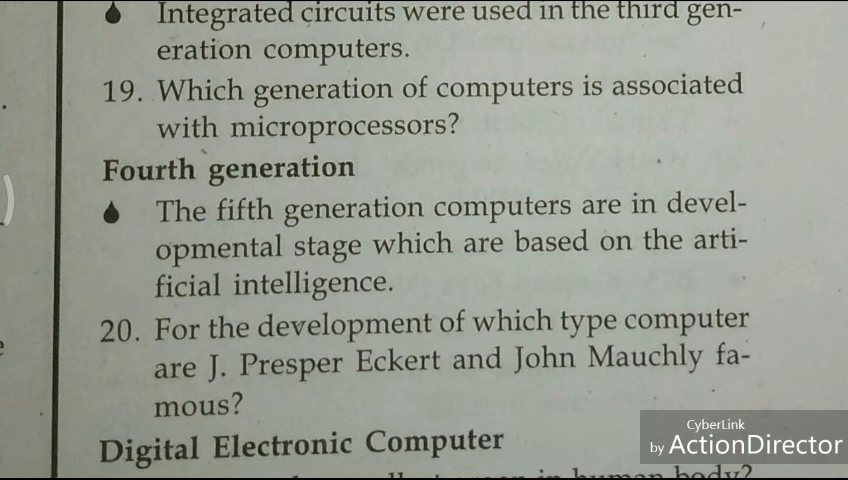 Integrated circuits were used in the third gen-
eration computers.
19. Which generation of computers is associated
with microprocessors?
Fourth generation
The fifth generation computers are in devel-
opmental stage which are based on the arti-
ficial intelligence.
20. For the development of which type computer
are J. Presper Eckert and John Mauchly fa-
mous?
Digital Electronic Computer
in human body?
CyberLink
by ActionDirector